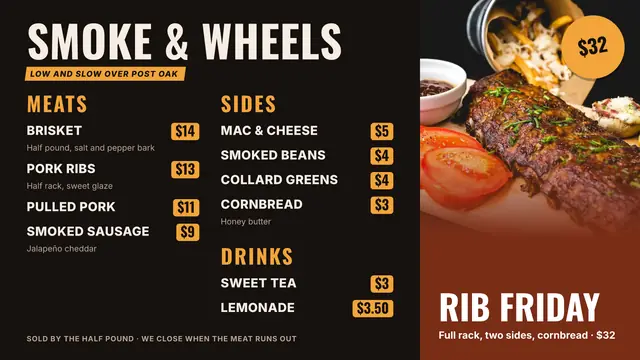 SMOKE & WHEELS
LOW AND SLOW OVER POST OAK
MEATS
BRISKET $14
Half pound, salt and pepper bark
PORK RIBS $13
Half rack, sweet glaze
PULLED PORK $11
SMOKED SAUSAGE $9
Jalapeño cheddar
SIDES
MAC & CHEESE $5
SMOKED BEANS $4
COLLARD GREENS $4
CORNBREAD $3
Honey butter
DRINKS
SWEET TEA $3
LEMONADE $3.50
SOLD BY THE HALF POUND · WE CLOSE WHEN THE MEAT RUNS OUT
$32
RIB FRIDAY
Full rack, two sides, cornbread · $32